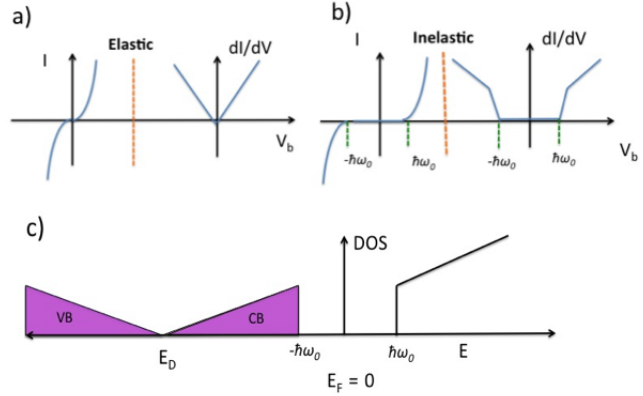 a)
I
Elastic
dI/dV
V_b
b)
I
Inelastic
dI/dV
-ħω₀
ħω₀
-ħω₀
ħω₀
V_b
c)
DOS
VB
CB
E_D
-ħω₀
ħω₀
E
E_F = 0